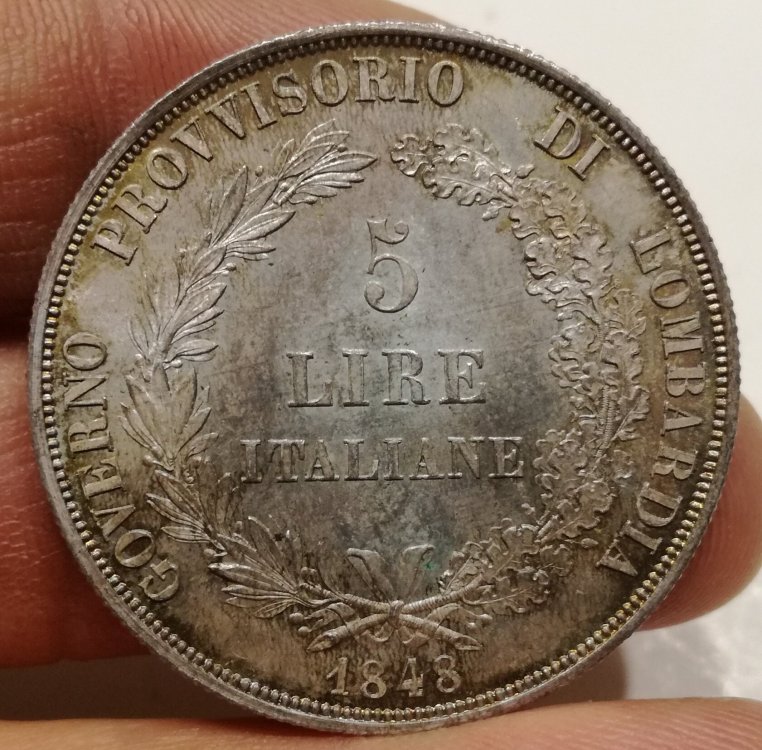 GOVERNO PROVVISORIO DI LOMBARDIA
5
LIRE
ITALIANE
1848